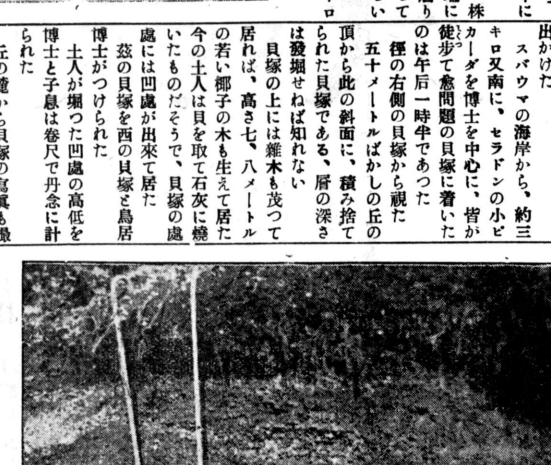 出かけた
スバウマの海岸から、約三
キロ又南に、セラドンの小ピ
カーダを博士を中心に、皆が
徒歩て愈問題の貝塚に着いた
のは午后一時半であつた
徑の右側の貝塚から視た
五十メートルばかしの丘の
頂から此の斜面に、積み捨て
られた貝塚である、層の深さ
は發掘せねば知れない
貝塚の上には雜木も茂つて
居れば、高さ七、八メートル
の若い椰子の木も生えて居た
今の土人は貝を取て石灰に燒
いたものだそうで、貝塚の處
處には凹處が出來て居た
茲の貝塚を西の貝塚と鳥居
博士がつけられた
土人が堀つた凹處の高低を
博士と子息は卷尺で丹念に計
られた
丘の麓から貝塚の寫眞も撮